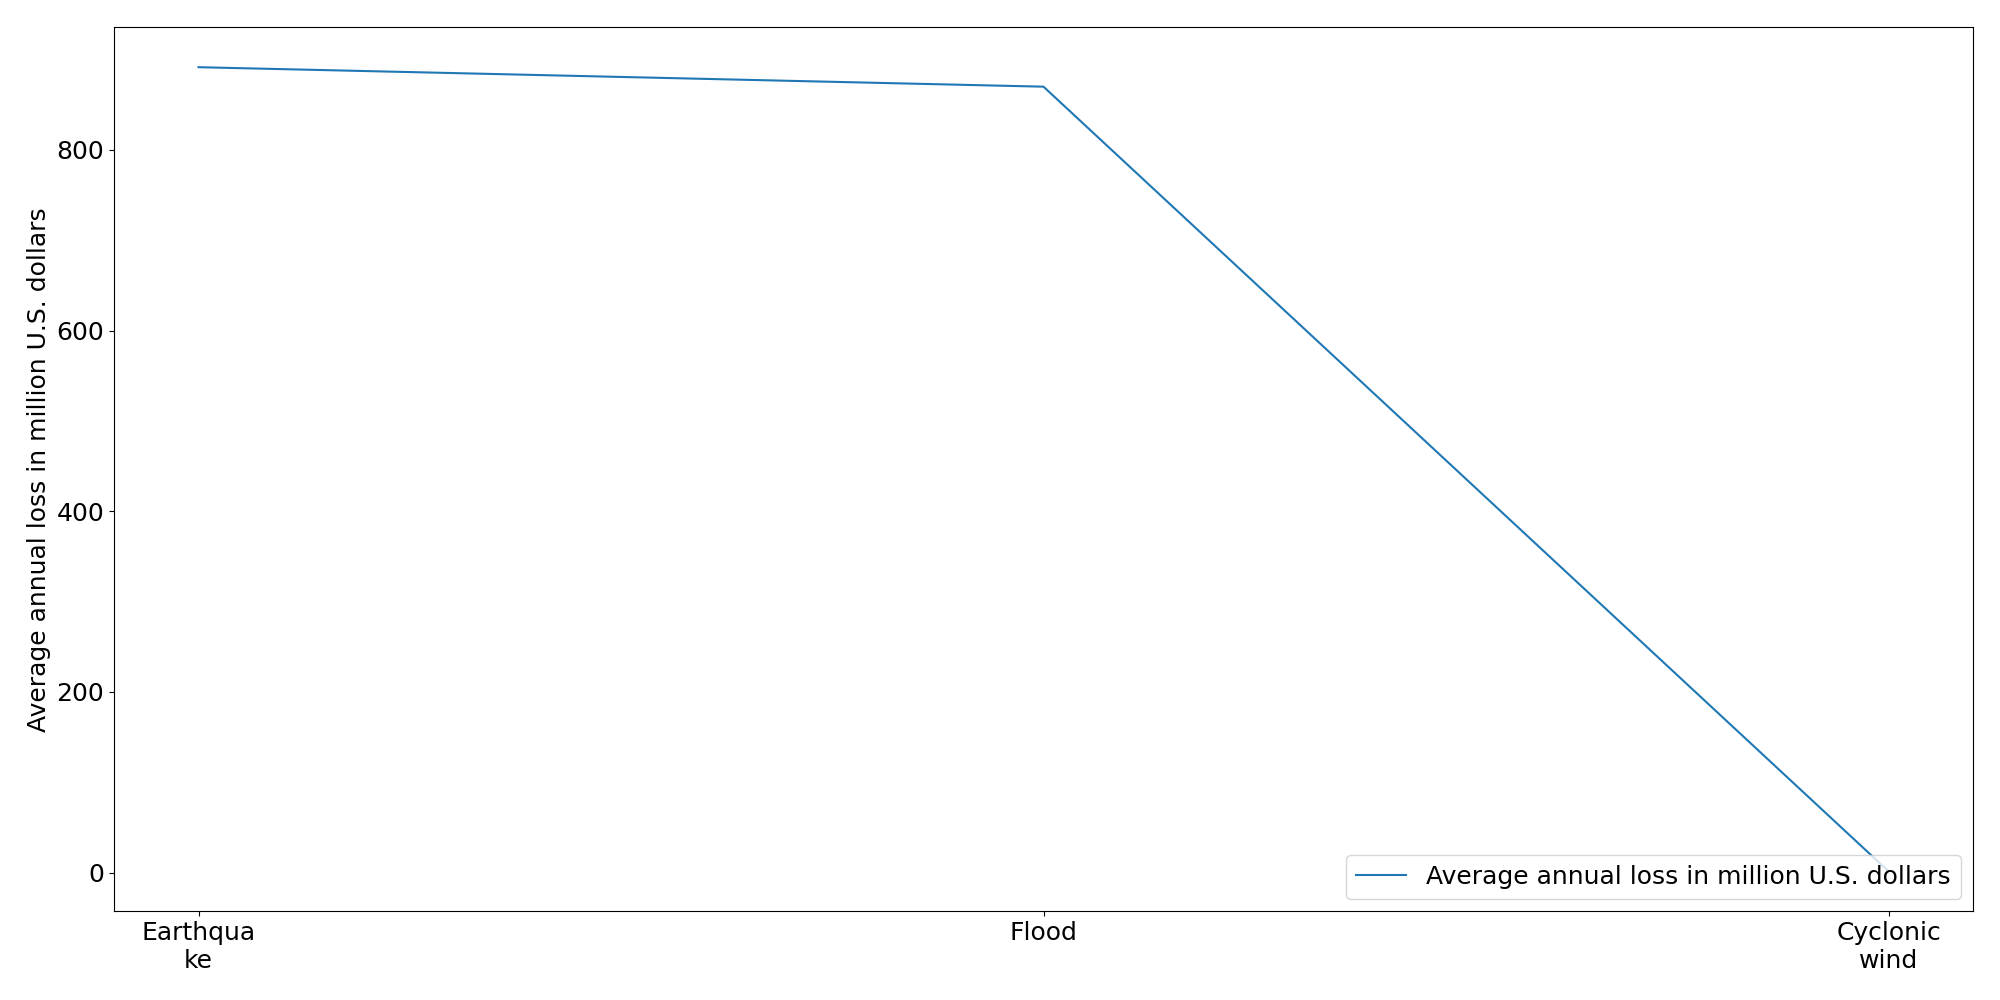 Average annual loss in million U.S. dollars
800
600
400
200
0
Average annual loss in million U.S. dollars
Earthqua
ke
Flood
Cyclonic
wind